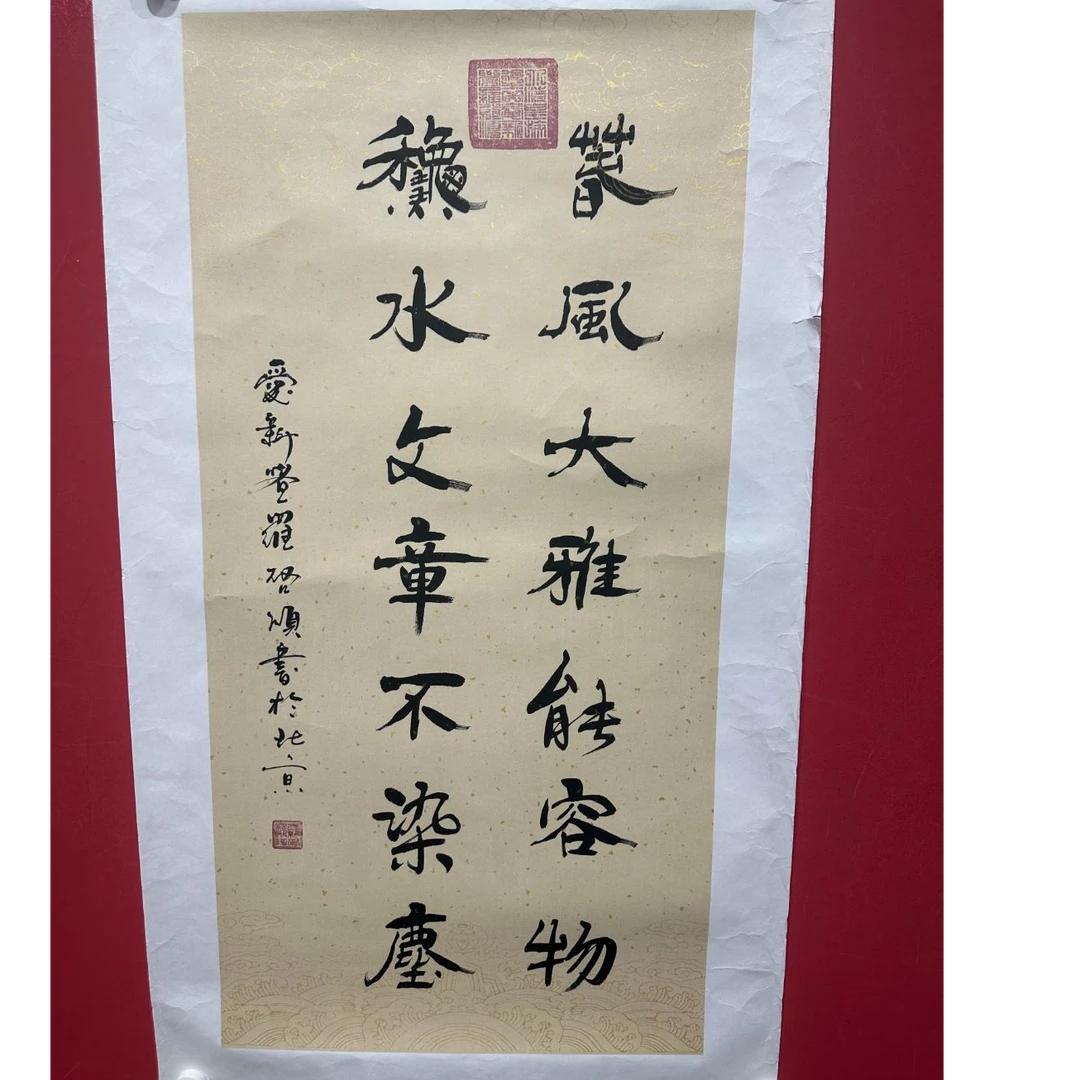 萅風大雅能容物
龝水文章不染塵
愛新覺羅啓順書於北京